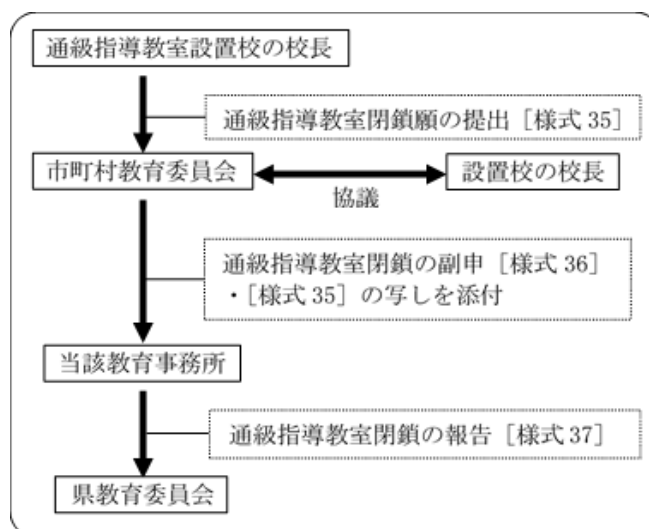 通級指導教室設置校の校長
通級指導教室閉鎖願の提出［様式 35］
市町村教育委員会
設置校の校長
協議
通級指導教室閉鎖の副申［様式 36］
・［様式 35］の写しを添付
当該教育事務所
通級指導教室閉鎖の報告［様式 37］
県教育委員会